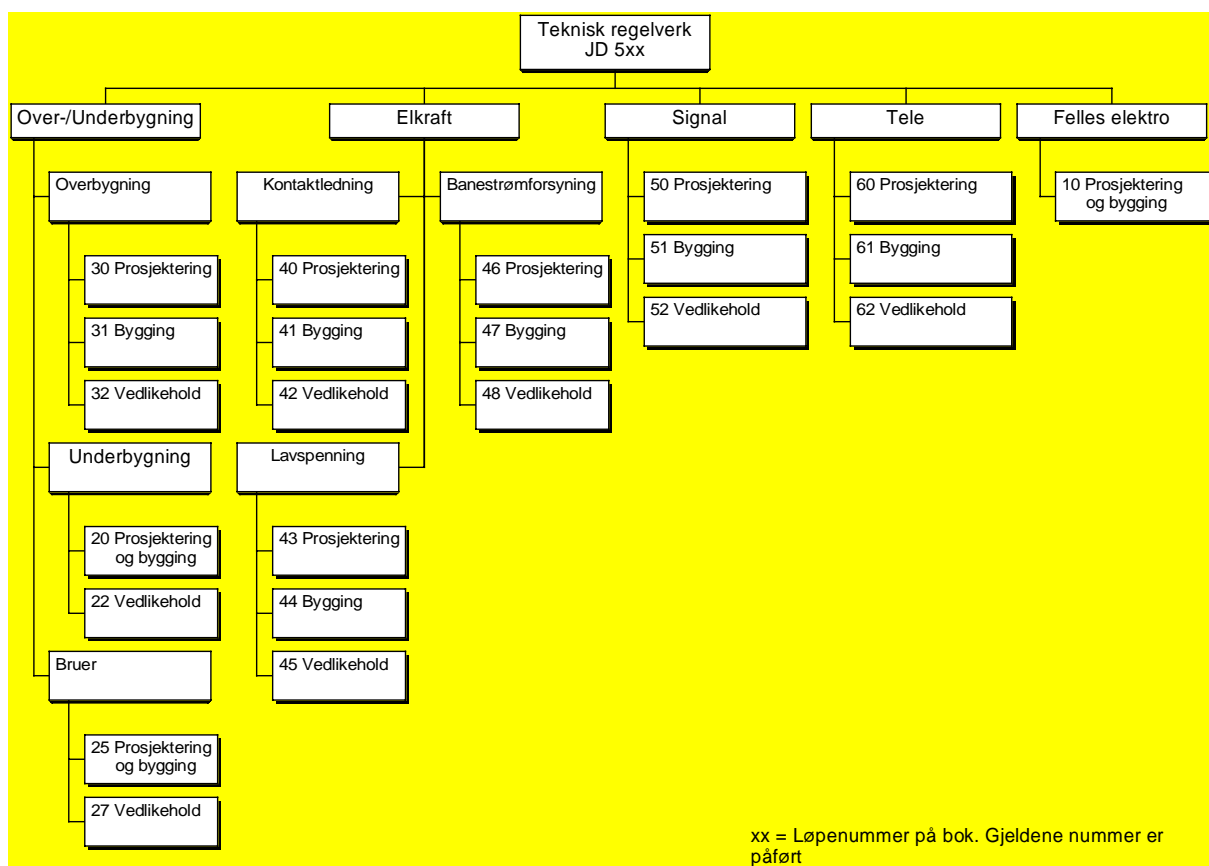 Teknisk regelverk
JD 5xx
Over-/Underbygning
Elkraft
Signal
Tele
Felles elektro
Overbygning
30 Prosjektering
31 Bygging
32 Vedlikehold
Underbygning
20 Prosjektering
og bygging
22 Vedlikehold
Bruer
25 Prosjektering
og bygging
27 Vedlikehold
Kontaktledning
40 Prosjektering
41 Bygging
42 Vedlikehold
Lavspenning
43 Prosjektering
44 Bygging
45 Vedlikehold
Banestrømforsyning
46 Prosjektering
47 Bygging
48 Vedlikehold
50 Prosjektering
51 Bygging
52 Vedlikehold
60 Prosjektering
61 Bygging
62 Vedlikehold
10 Prosjektering
og bygging
xx = Løpenummer på bok. Gjeldene nummer er
påført